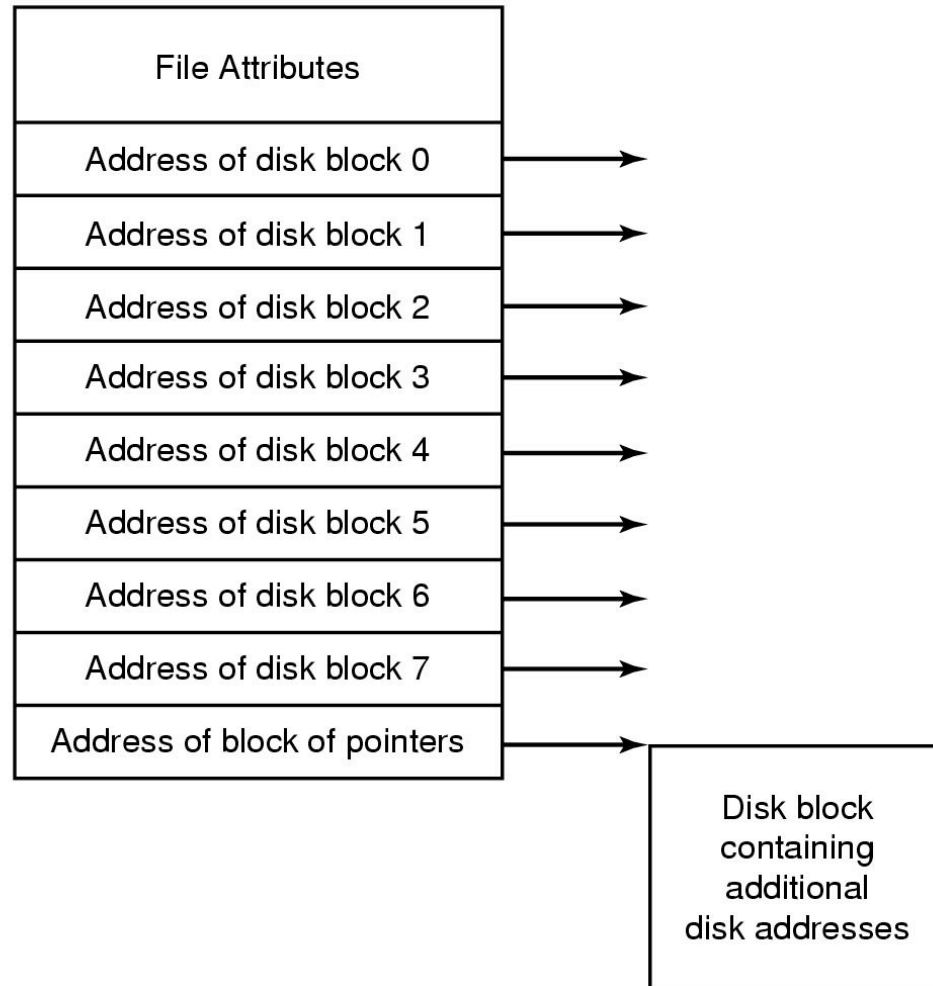 File Attributes
Address of disk block 0
Address of disk block 1
Address of disk block 2
Address of disk block 3
Address of disk block 4
Address of disk block 5
Address of disk block 6
Address of disk block 7
Address of block of pointers
Disk block
containing
additional
disk addresses